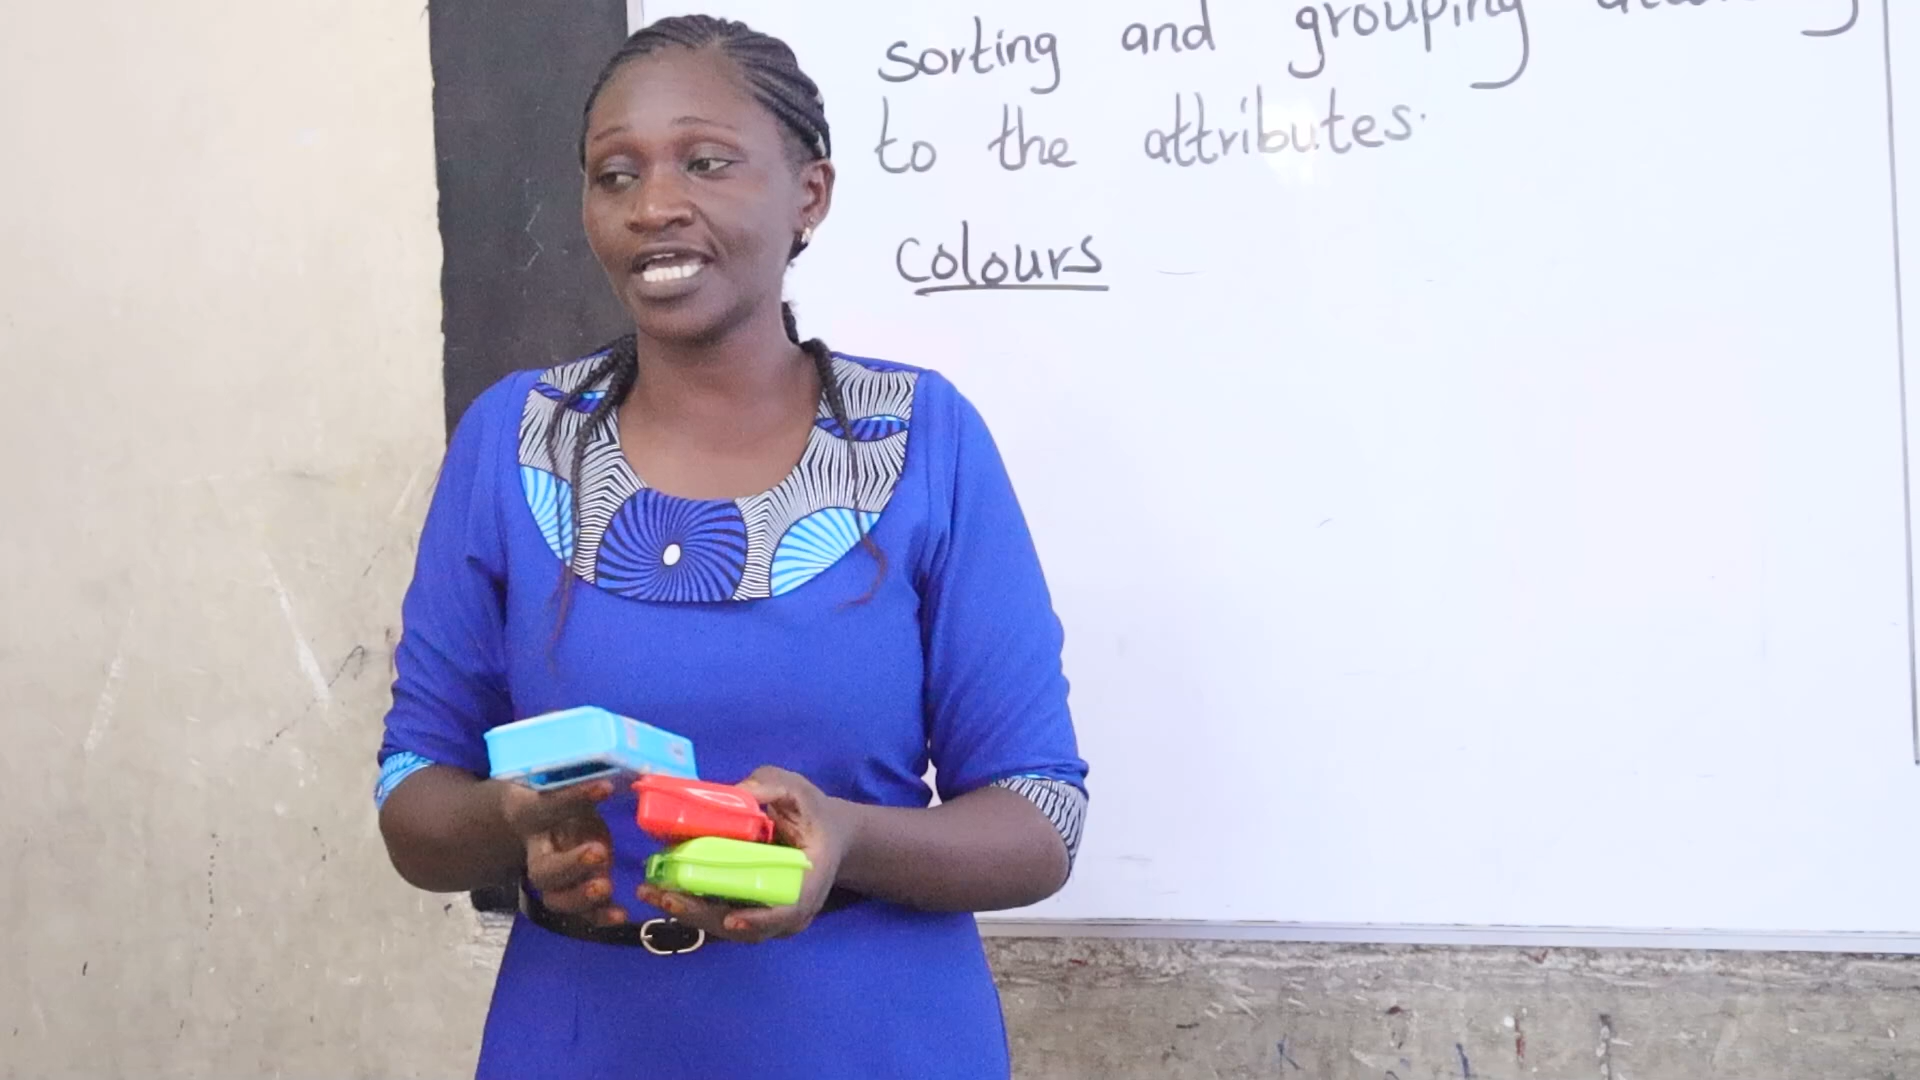 sorting and grouping
to the attributes.
Colours